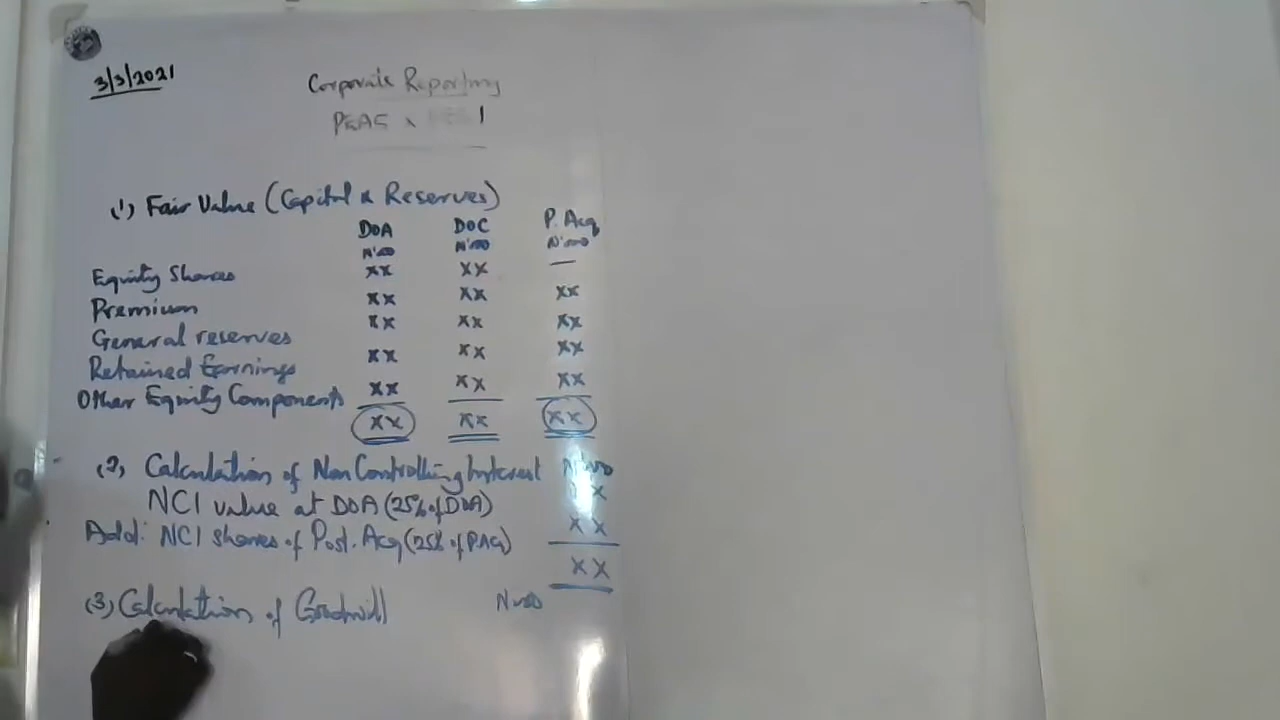 3/3/2021
Corporate Reporting
1
(1) Fair Value (Capital & Reserves)
DOA DOC P. Acq
N'000 N'000 N'000
Equity Shares xx xx —
Premium xx xx xx
General reserves xx xx xx
Retained Earnings xx xx xx
Other Equity Components xx xx xx
xx xx xx
(2) Calculation of Non Controlling Interest N'000
NCI value at DOA (25% of DOA) x
Add: NCI shares of Post. Acq (25% of P.Acq) xx
xx
(3) Calculation of Goodwill N'000